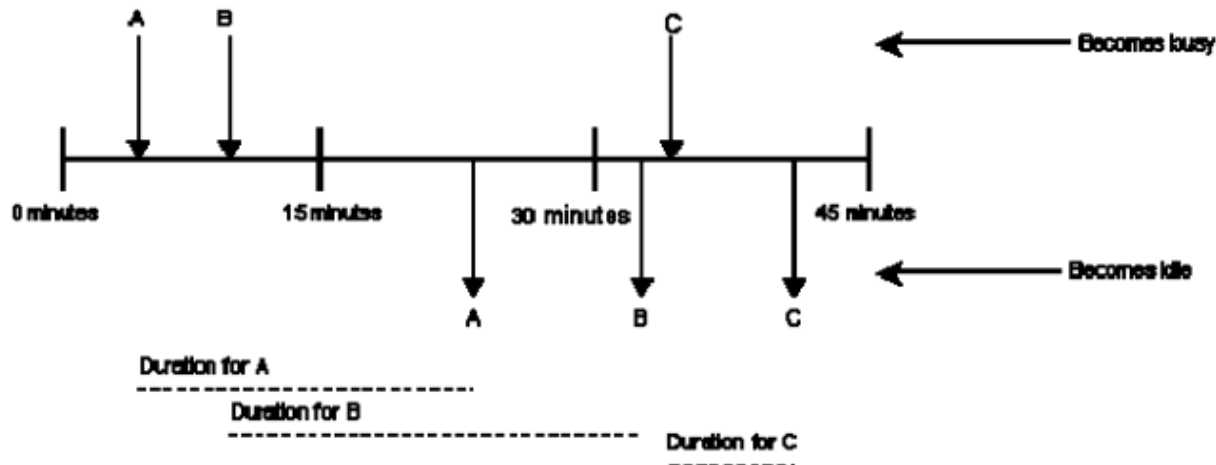 A B C
Becomes busy
0 minutes 15 minutes 30 minutes 45 minutes
Becomes idle
A B C
Duration for A
Duration for B
Duration for C